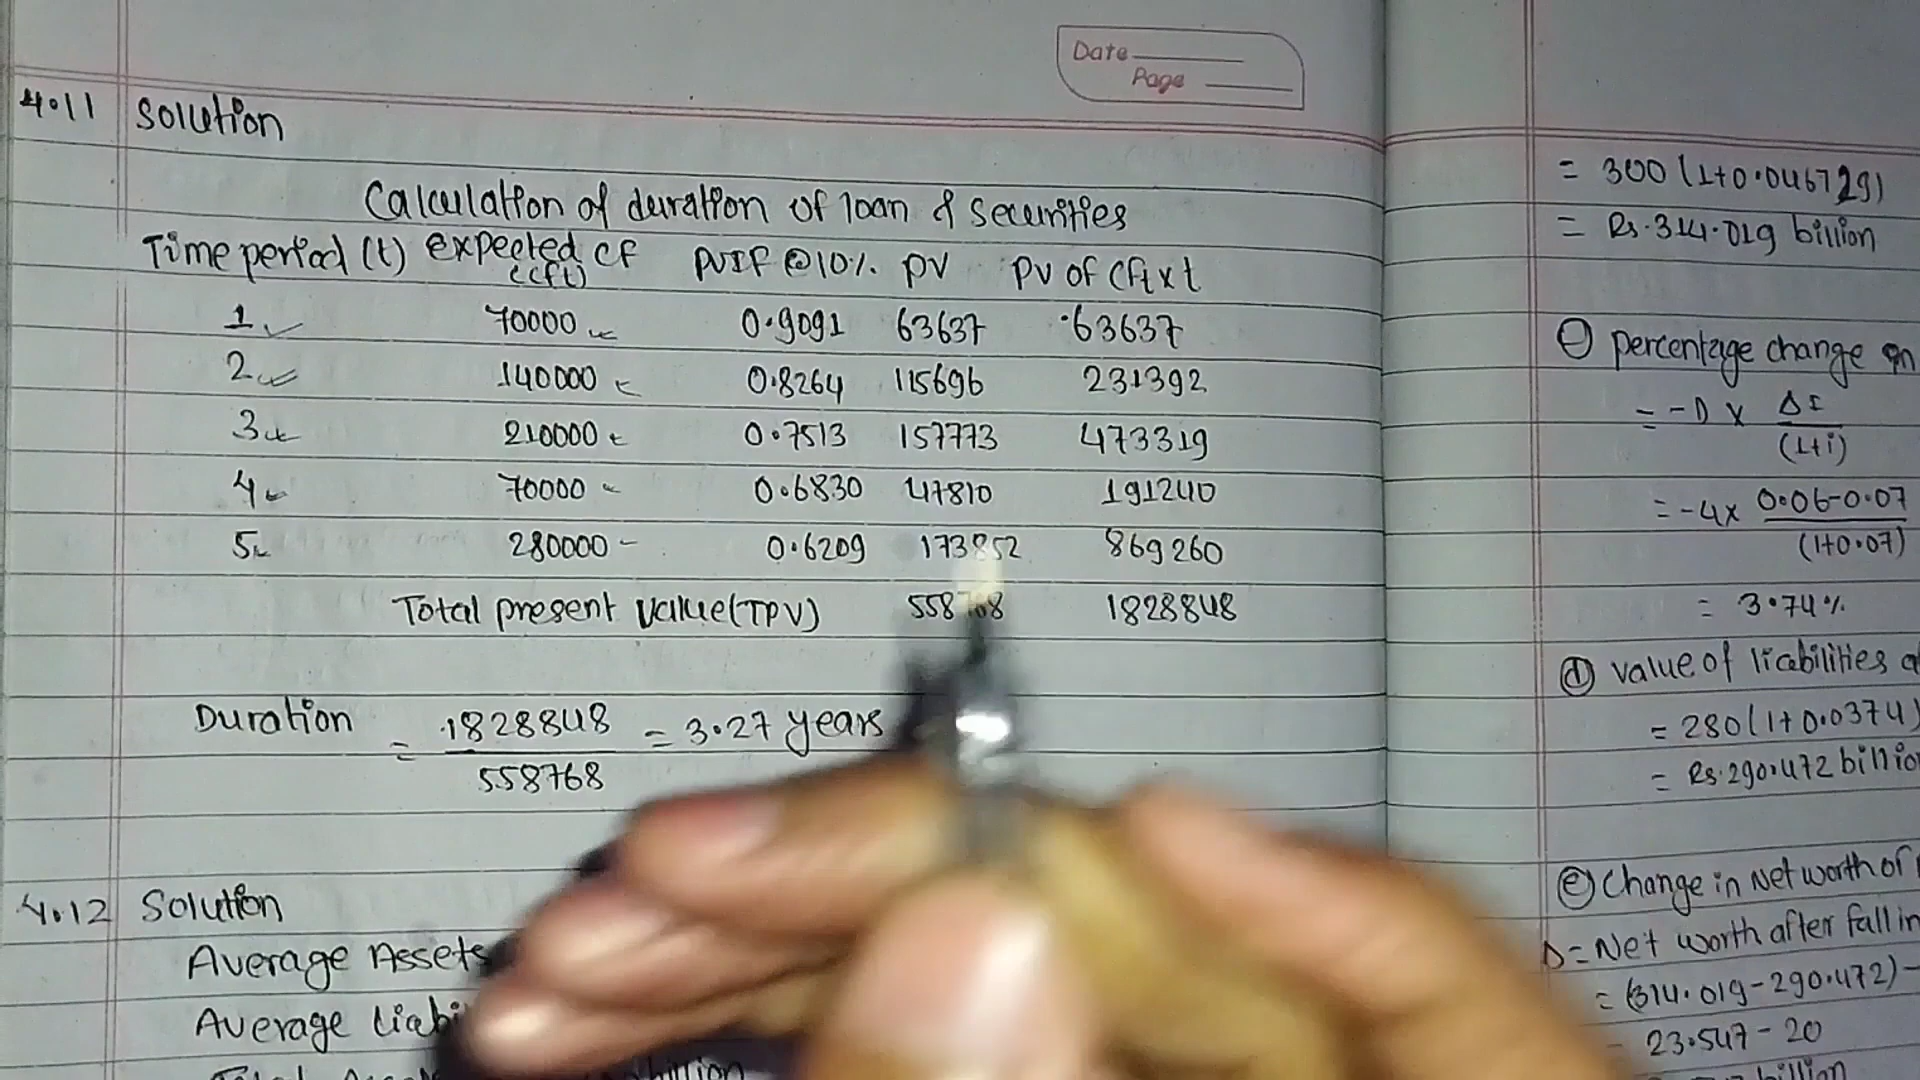 Date
Page
4.11 Solution
Calculation of duration of loan & securities
Time period (t) expected CF (CFt) PVIF @10% PV PV of CFt x t
1 70000 0.9091 63637 63637
2 140000 0.8264 115696 231392
3 210000 0.7513 157773 473319
4 70000 0.6830 47810 191240
5 280000 0.6209 173852 869260
Total present value (TPV) 558768 1828848
Duration = 1828848 / 558768 = 3.27 years
4.12 Solution
Average Assets
Average
= 300 (1+0.046729)
= Rs.314.019 billion
percentage change in
= -D x ΔI / (1+i)
= -4x 0.06-0.07 / (1+0.07)
= 3.74%
d value of liabilities
= 280(1+0.0374)
= Rs.290.472 billion
e Change in Net worth of
Δ = Net worth after fall in
= (314.019-290.472) -
23.547 - 20
billion